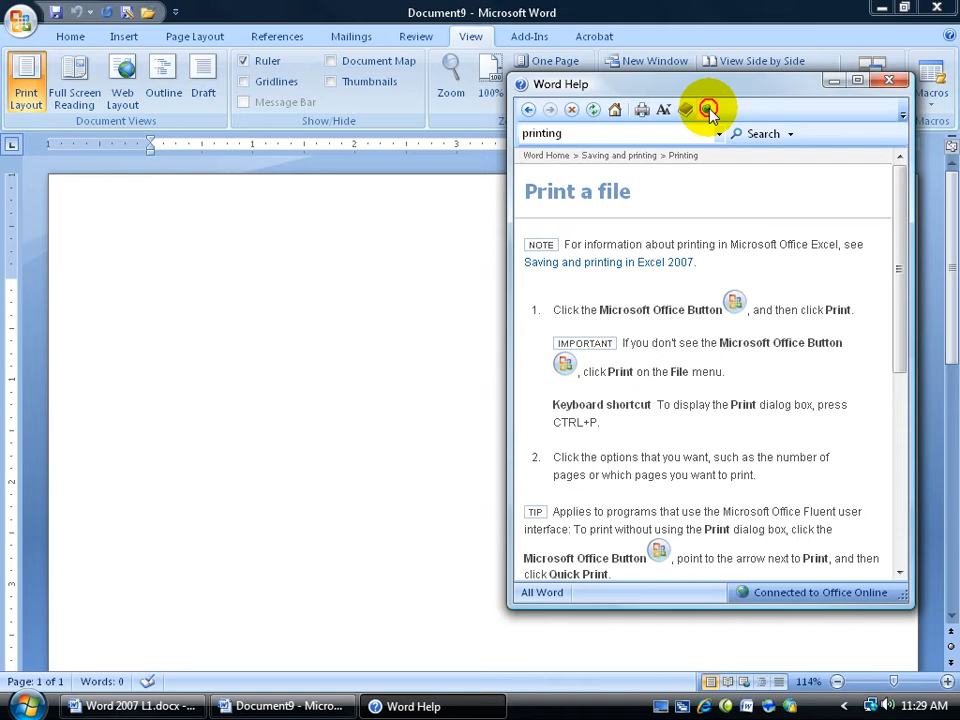 Document9 - Microsoft Word
Home Insert Page Layout References Mailings Review View Add-Ins Acrobat
Print Layout
Full Screen Reading
Web Layout
Outline
Draft
Document Views
Ruler
Gridlines
Message Bar
Document Map
Thumbnails
Show/Hide
Zoom
100%
One Page
New Window
View Side by Side
Macros
Macros
Word Help
printing
Search
Word Home > Saving and printing > Printing
Print a file
NOTE For information about printing in Microsoft Office Excel, see
Saving and printing in Excel 2007.
1. Click the Microsoft Office Button , and then click Print.
IMPORTANT If you don't see the Microsoft Office Button
, click Print on the File menu.
Keyboard shortcut To display the Print dialog box, press
CTRL+P.
2. Click the options that you want, such as the number of
pages or which pages you want to print.
TIP Applies to programs that use the Microsoft Office Fluent user
interface: To print without using the Print dialog box, click the
Microsoft Office Button , point to the arrow next to Print, and then
click Quick Print.
All Word
Connected to Office Online
1 1 2 3
1
2
3
Page: 1 of 1 Words: 0
114%
Word 2007 L1.docx -...
Document9 - Micros...
Word Help
11:29 AM